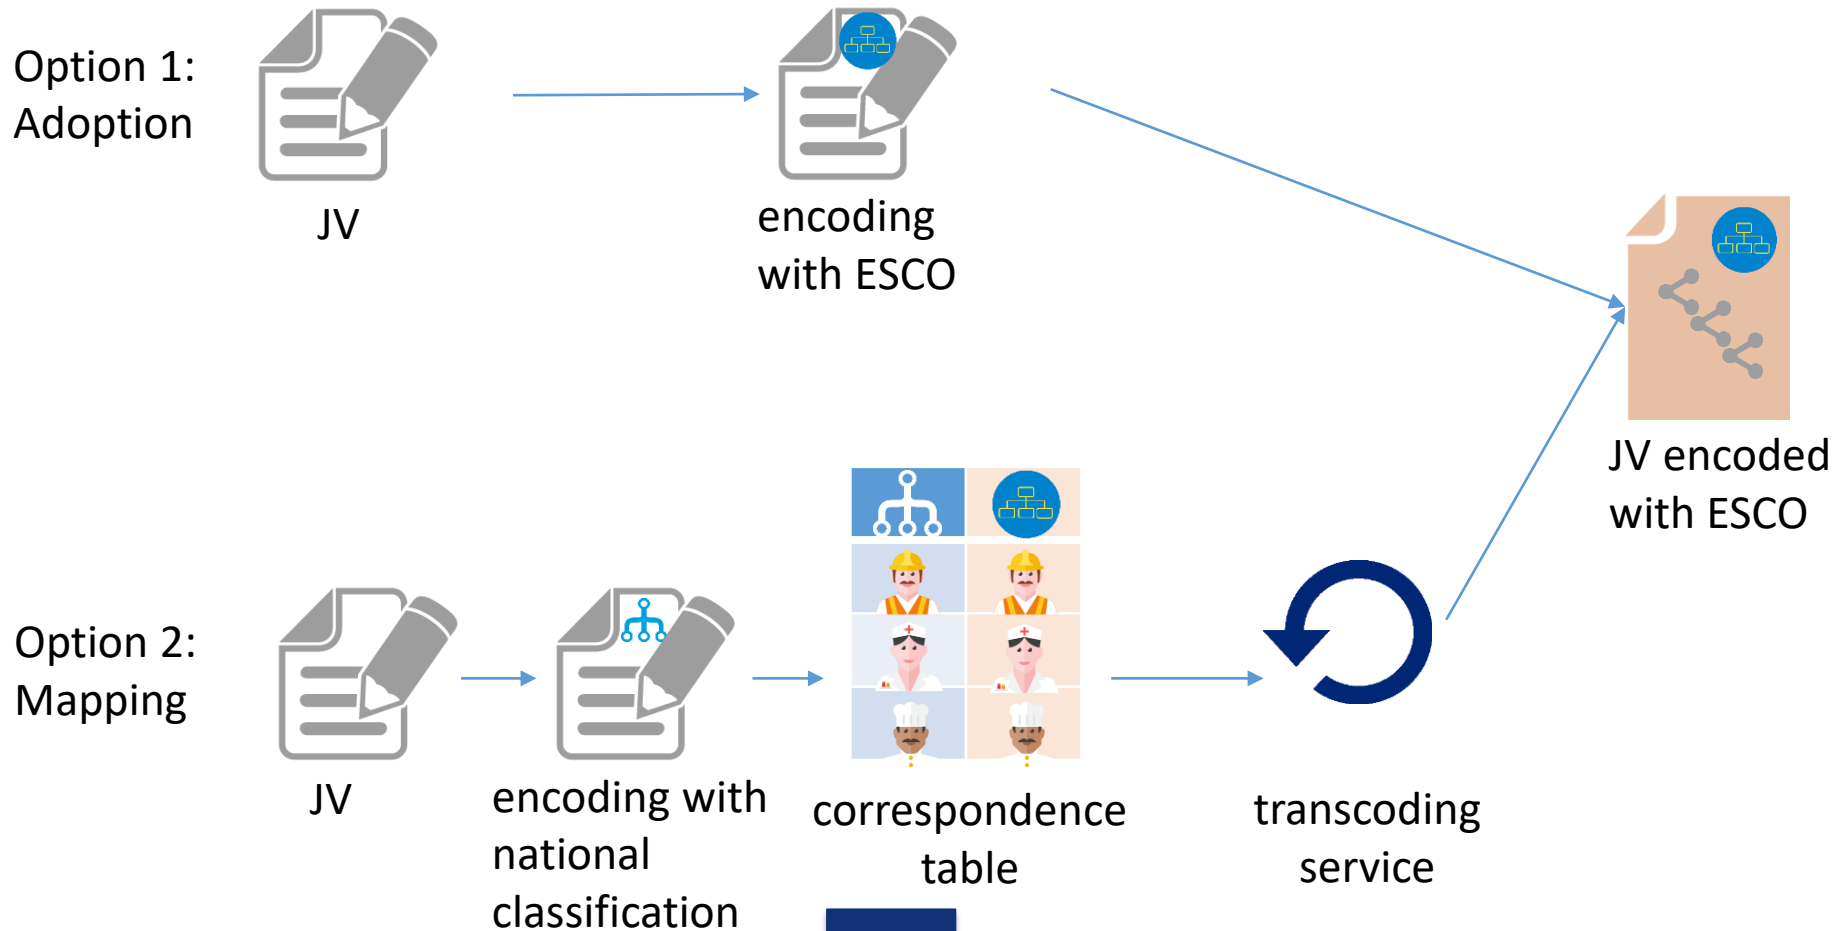 Option 1:
Adoption
JV
encoding
with ESCO
JV encoded
with ESCO
Option 2:
Mapping
JV
encoding with
national
classification
correspondence
table
transcoding
service